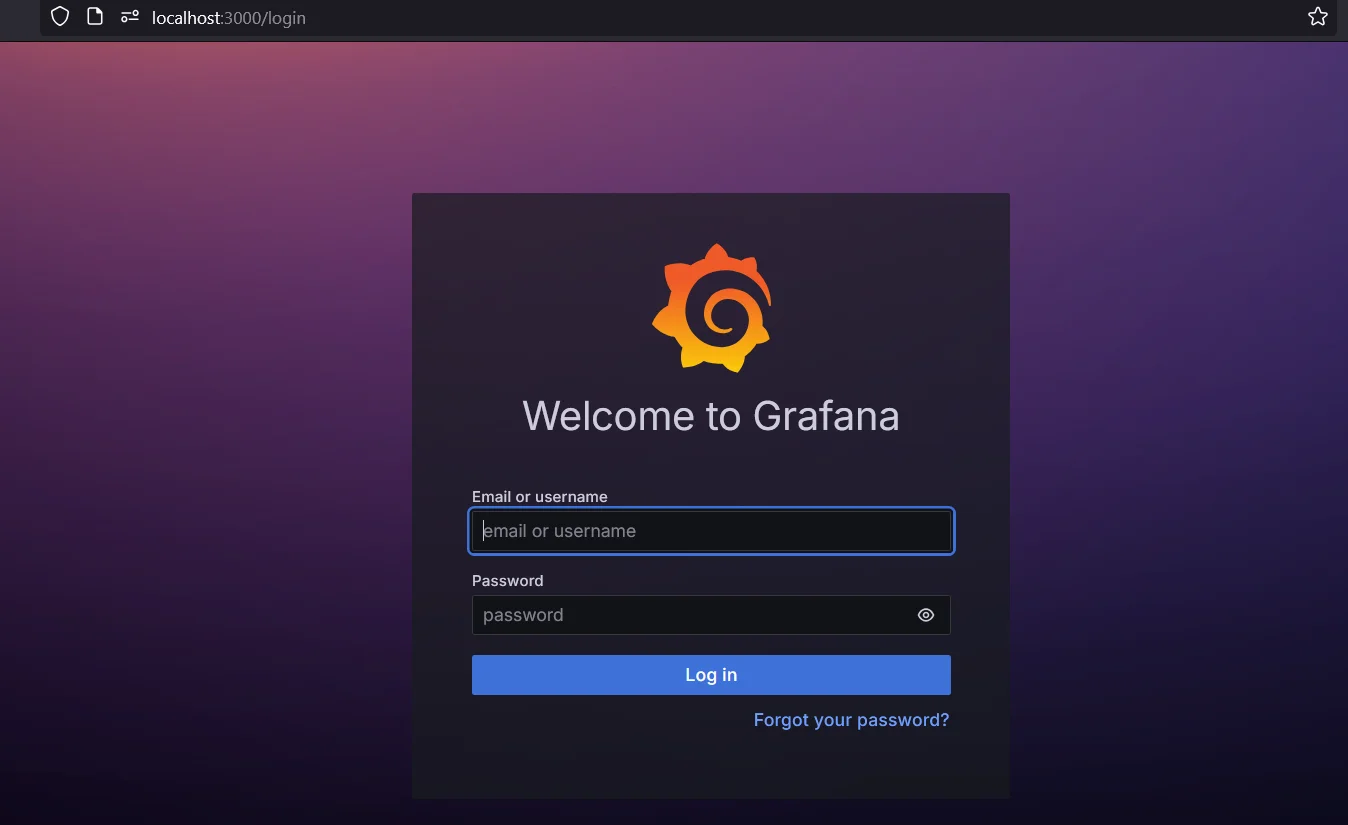 localhost:3000/login
Welcome to Grafana
Email or username
email or username
Password
password
Log in
Forgot your password?